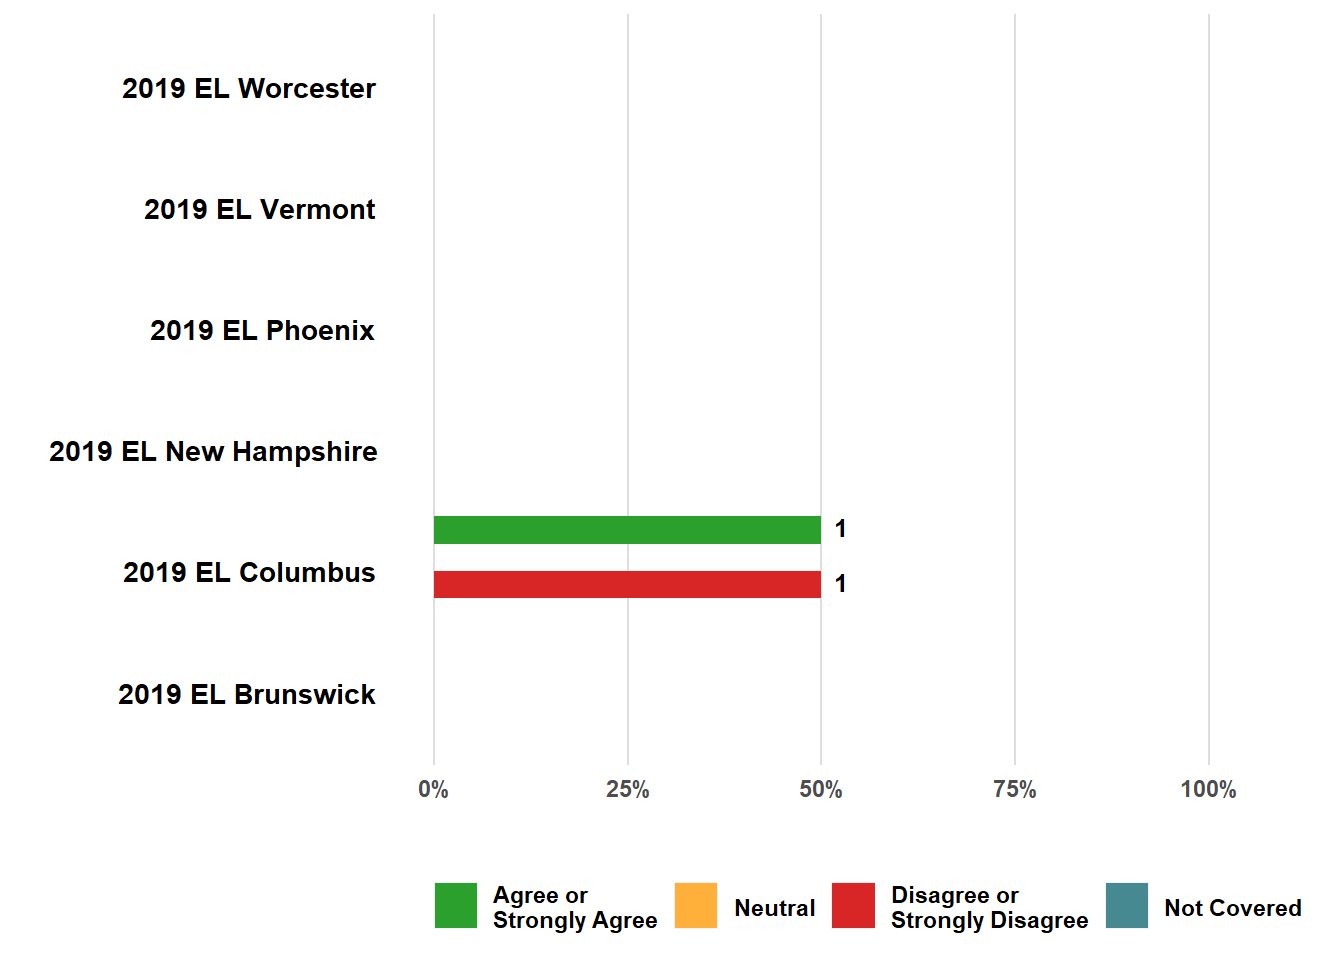 2019 EL Worcester
2019 EL Vermont
2019 EL Phoenix
2019 EL New Hampshire
1
2019 EL Columbus
1
2019 EL Brunswick
0% 25% 50% 75% 100%
Agree or
Strongly Agree
Neutral
Disagree or
Strongly Disagree
Not Covered